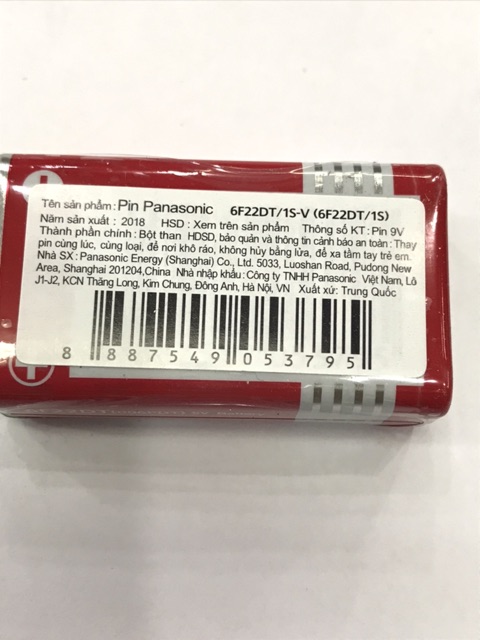 Tên sản phẩm : Pin Panasonic 6F22DT/1S-V (6F22DT/1S)
Năm sản xuất : 2018 HSD : Xem trên sản phẩm Thông số KT : Pin 9V
Thành phần chính : Bột than HDSD, bảo quản và thông tin cảnh báo an toàn : Thay
pin cùng lúc, cùng loại, để nơi khô ráo, không hủy bằng lửa, để xa tầm tay trẻ em.
Nhà SX : Panasonic Energy (Shanghai) Co., Ltd. 5033, Luoshan Road, Pudong New
Area, Shanghai 201204,China Nhà nhập khẩu : Công ty TNHH Panasonic Việt Nam, Lô
J1-J2, KCN Thăng Long, Kim Chung, Đông Anh, Hà Nội, VN Xuất xứ: Trung Quốc
8 887549 053795